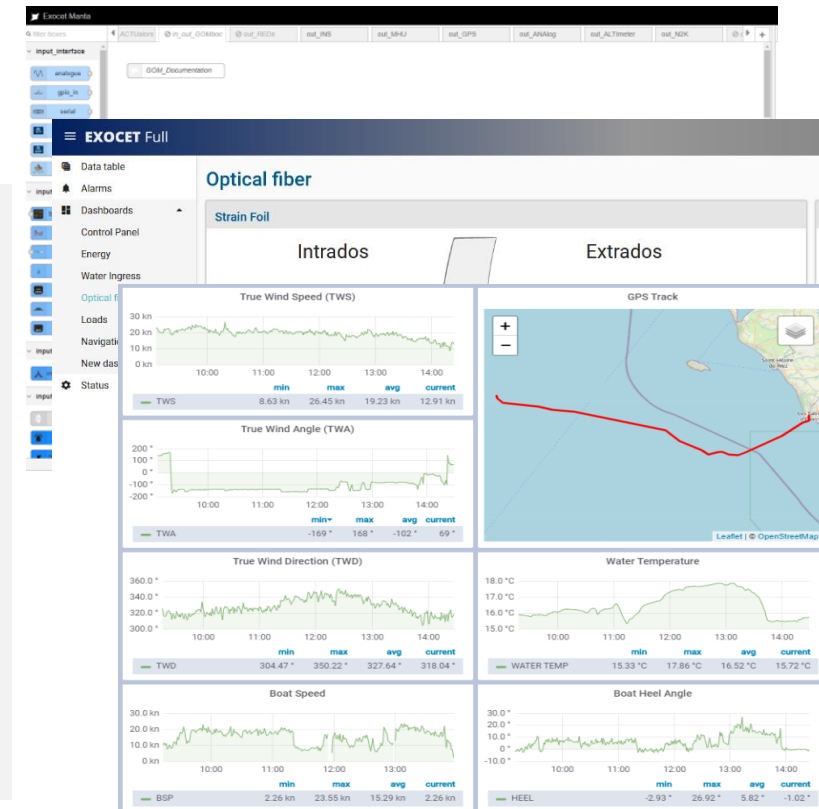 Exocet Manta
filter boxes
ACTUators
in_out_GOMboc
out_REDs
out_INS
out_MHU
out_GPS
out_ANAlog
out_ALTImeter
out_N2K
input_interface
analogue
gpio_in
serial
GOM_Documentation
EXOCET Full
Data table
Alarms
Dashboards
Control Panel
Energy
Water Ingress
Optical
Loads
New
Status
Optical fiber
Strain Foil
Intrados
Extrados
True Wind Speed (TWS)
30 kn
20 kn
10 kn
0 kn
10:00 11:00 12:00 13:00 14:00
min max avg current
TWS 8.63 kn 26.45 kn 19.23 kn 12.91 kn
GPS Track
+
−
Leaflet | © OpenStreetMap
True Wind Angle (TWA)
200 °
100 °
0 °
-100 °
-200 °
10:00 11:00 12:00 13:00 14:00
min max avg current
TWA -169 ° 168 ° -102 ° 69 °
True Wind Direction (TWD)
360.0 °
340.0 °
320.0 °
300.0 °
10:00 11:00 12:00 13:00 14:00
min max avg current
TWD 304.47 ° 350.22 ° 327.64 ° 318.04 °
Water Temperature
18.0 °C
17.0 °C
16.0 °C
15.0 °C
10:00 11:00 12:00 13:00 14:00
min max avg current
WATER TEMP 15.33 °C 17.86 °C 16.52 °C 15.72 °C
Boat Speed
30.0 kn
20.0 kn
10.0 kn
0 kn
10:00 11:00 12:00 13:00
min max avg current
BSP 2.26 kn 23.55 kn 15.29 kn 2.26 kn
Boat Heel Angle
30.0 °
20.0 °
10.0 °
0 °
-10.0 °
10:00 11:00 12:00 13:00 14:00
min max avg current
HEEL -2.93 ° 26.92 ° 5.82 ° -1.02 °